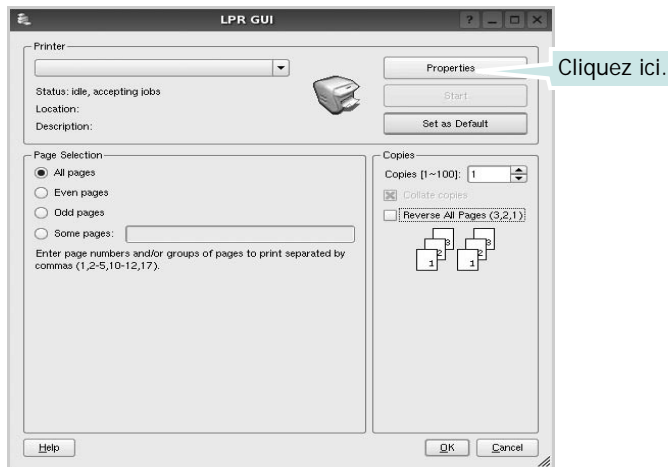 LPR GUI
Printer
Properties
Cliquez ici.
Status: idle, accepting jobs
Start
Location:
Description:
Set as Default
Page Selection
All pages
Even pages
Odd pages
Some pages:
Enter page numbers and/or groups of pages to print separated by
commas (1,2-5,10-12,17).
Copies
Copies [1~100]: 1
Collate copies
Reverse All Pages (3,2,1)
3 3
2 2
1 1
Help
OK
Cancel